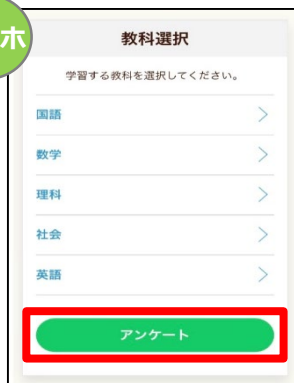 ホ
教科選択
学習する教科を選択してください。
国語
数学
理科
社会
英語
アンケート